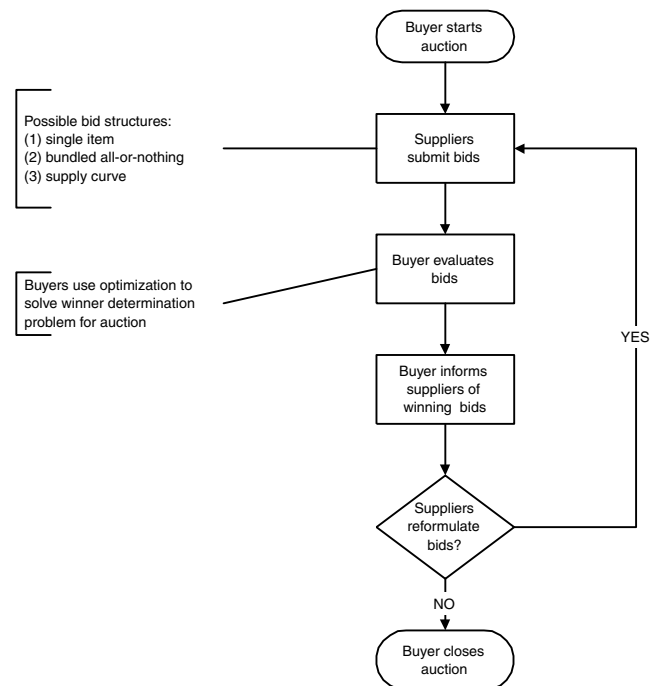 Buyer starts
auction
Possible bid structures:
(1) single item
(2) bundled all-or-nothing
(3) supply curve
Suppliers
submit bids
Buyer evaluates
bids
Buyers use optimization to
solve winner determination
problem for auction
YES
Buyer informs
suppliers of
winning bids
Suppliers
reformulate
bids?
NO
Buyer closes
auction